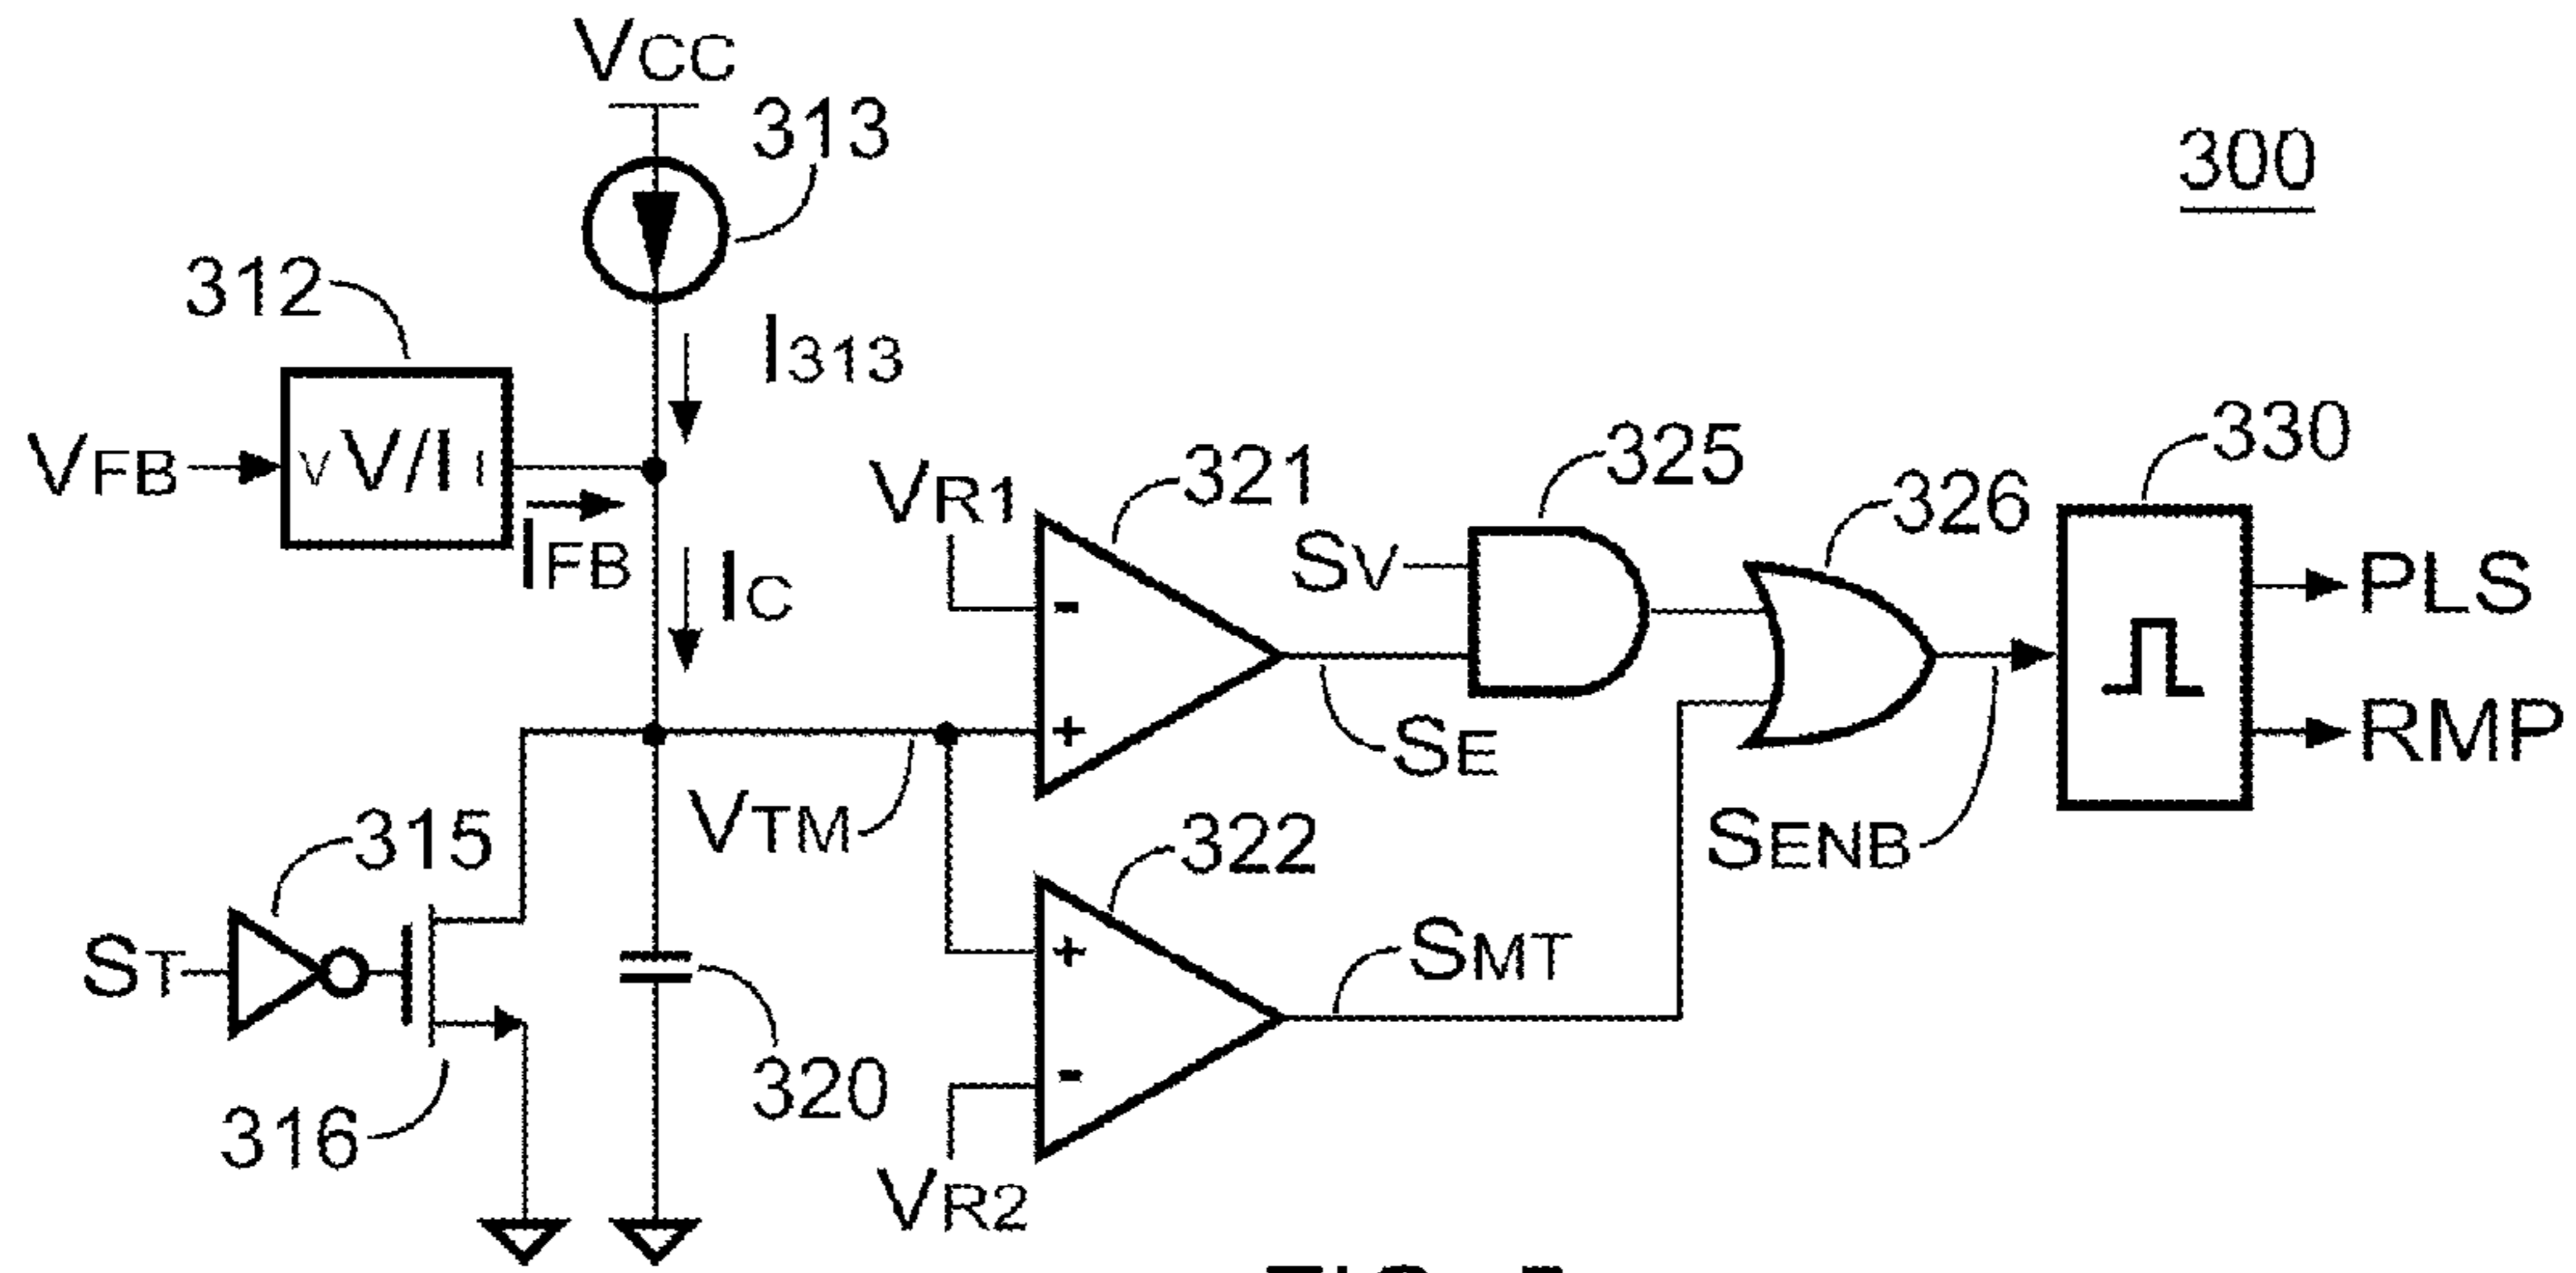 VCC
313
300
312
I313
VFB
V V/I I
IFB
IC
VR1
321
325
326
330
SV
PLS
SE
RMP
VTM
315
322
SENB
ST
SMT
316
320
VR2
- +
+ -